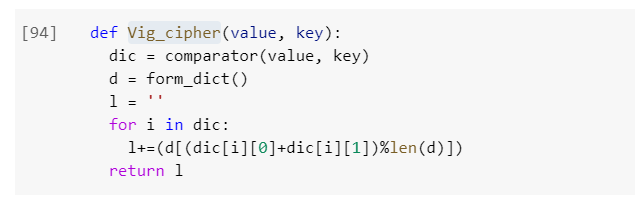 [94] def Vig_cipher(value, key):
dic = comparator(value, key)
d = form_dict()
l = ''
for i in dic:
l+=(d[(dic[i][0]+dic[i][1])%len(d)])
return l